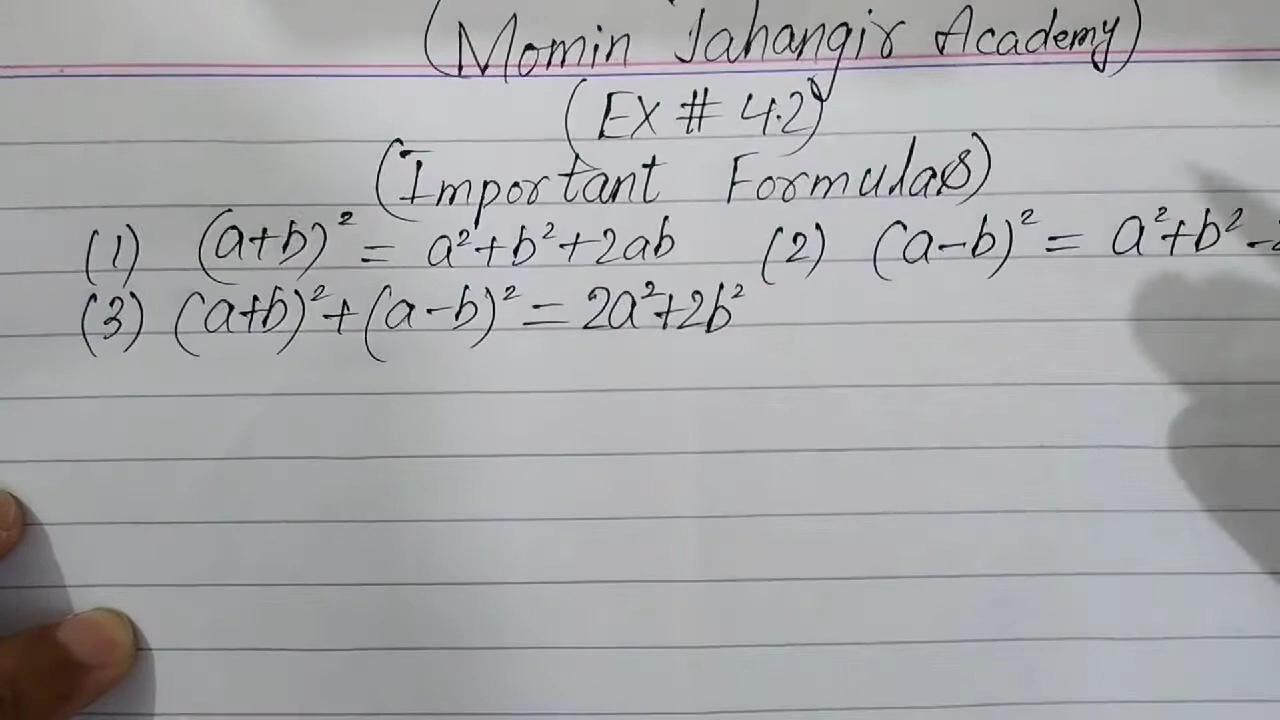 (Momin Jahangir Academy)
(EX # 4.2)
(Important Formulas)
(1) (a+b)² = a²+b²+2ab (2) (a-b)² = a²+b²-
(3) (a+b)²+(a-b)² = 2a²+2b²